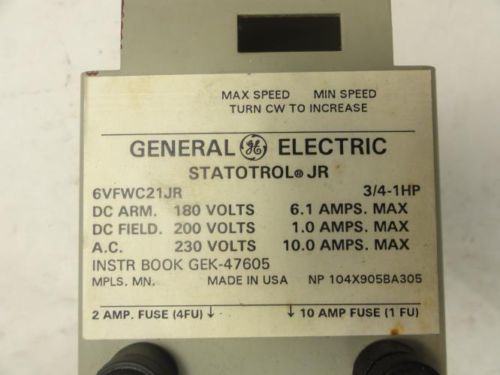 MAX SPEED MIN SPEED
TURN CW TO INCREASE
GENERAL GE ELECTRIC
STATOTROL® JR
6VFWC21JR 3/4-1HP
DC ARM. 180 VOLTS 6.1 AMPS. MAX
DC FIELD. 200 VOLTS 1.0 AMPS. MAX
A.C. 230 VOLTS 10.0 AMPS. MAX
INSTR BOOK GEK-47605
MPLS. MN. MADE IN USA NP 104X905BA305
2 AMP. FUSE (4FU) ↓ ↓ 10 AMP FUSE (1 FU)